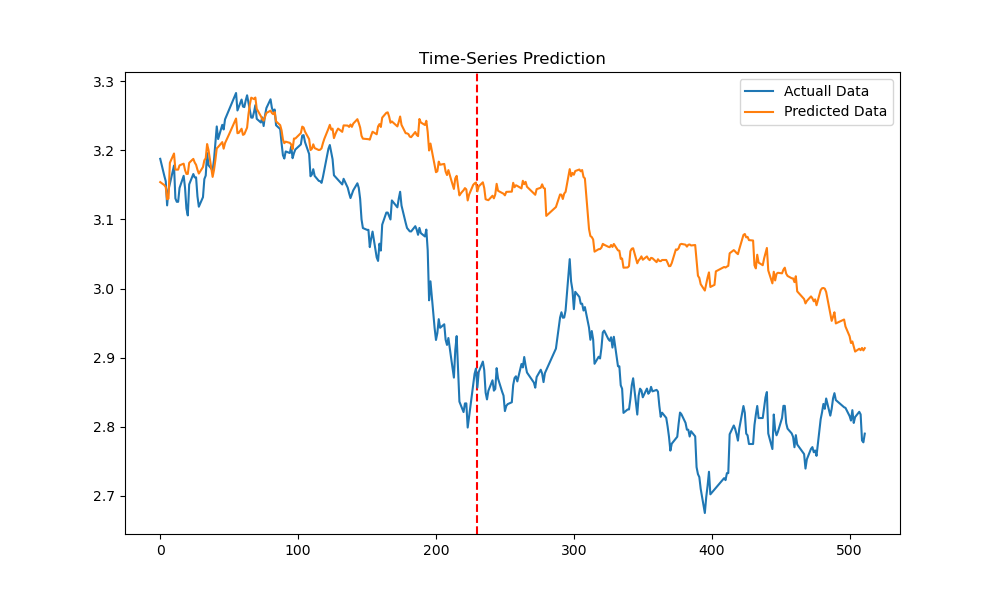 Time-Series Prediction
Actuall Data
Predicted Data
3.3
3.2
3.1
3.0
2.9
2.8
2.7
0 100 200 300 400 500